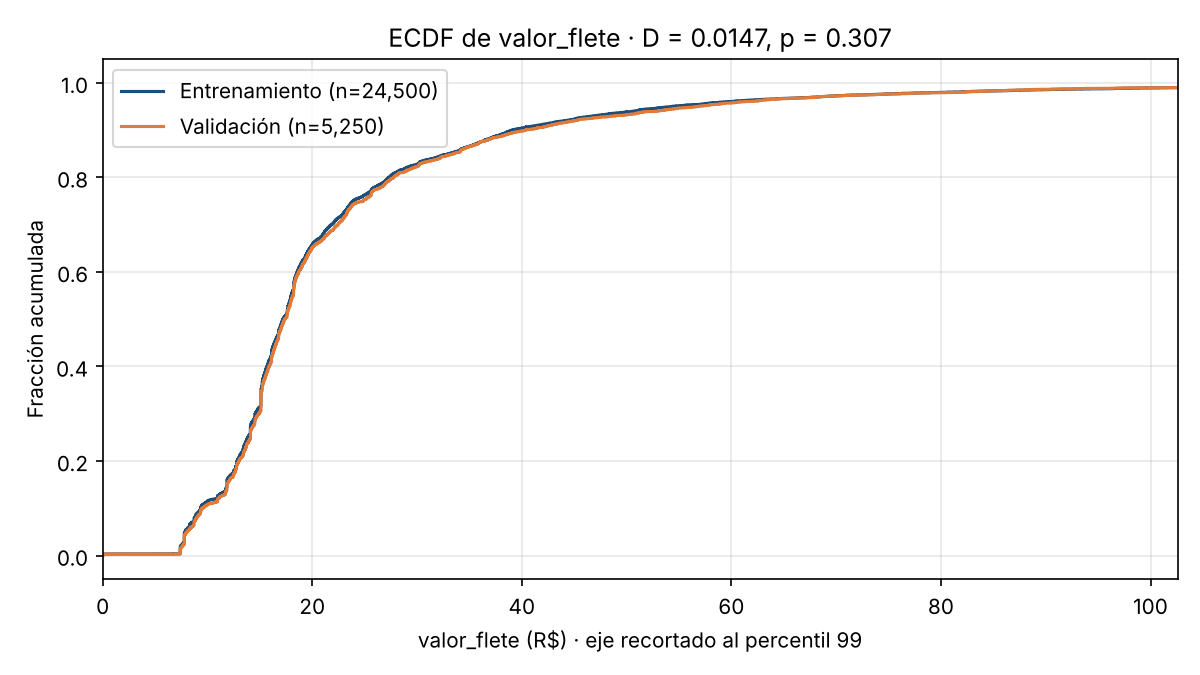 ECDF de valor_flete · D = 0.0147, p = 0.307
Entrenamiento (n=24,500)
Validación (n=5,250)
Fracción acumulada
1.0
0.8
0.6
0.4
0.2
0.0
0 20 40 60 80 100
valor_flete (R$) · eje recortado al percentil 99